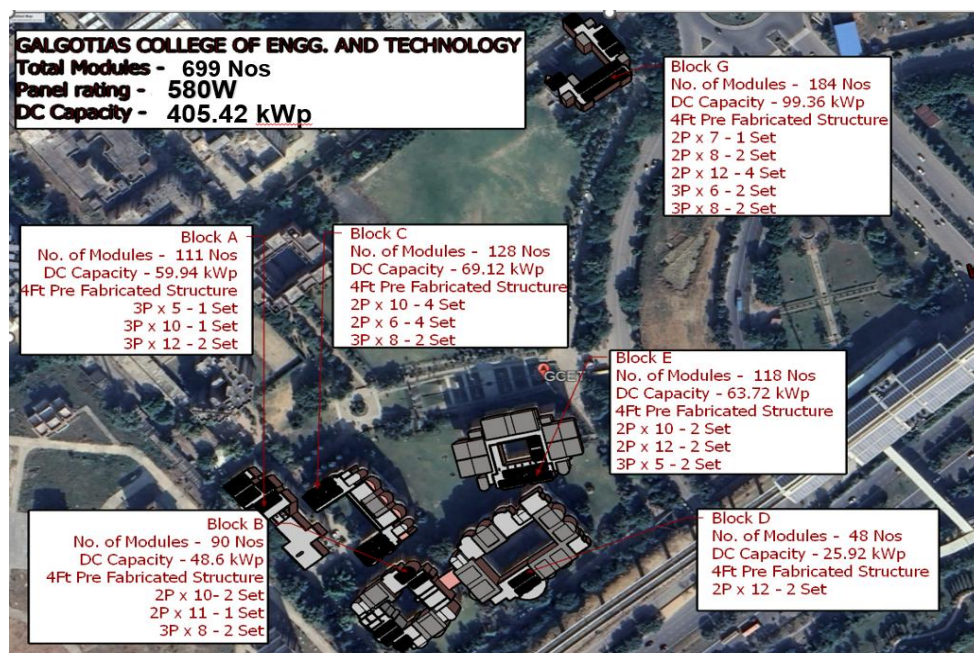 GALGOTIAS COLLEGE OF ENGG. AND TECHNOLOGY
Total Modules - 699 Nos
Panel rating - 580W
DC Capacity - 405.42 kWp
Block G
No. of Modules - 184 Nos
DC Capacity - 99.36 kWp
4Ft Pre Fabricated Structure
2P x 7 - 1 Set
2P x 8 - 2 Set
2P x 12 - 4 Set
3P x 6 - 2 Set
3P x 8 - 2 Set
Block A
No. of Modules - 111 Nos
DC Capacity - 59.94 kWp
4Ft Pre Fabricated Structure
3P x 5 - 1 Set
3P x 10 - 1 Set
3P x 12 - 2 Set
Block C
No. of Modules - 128 Nos
DC Capacity - 69.12 kWp
4Ft Pre Fabricated Structure
2P x 10 - 4 Set
2P x 6 - 4 Set
3P x 8 - 2 Set
GCET
Block E
No. of Modules - 118 Nos
DC Capacity - 63.72 kWp
4Ft Pre Fabricated Structure
2P x 10 - 2 Set
2P x 12 - 2 Set
3P x 5 - 2 Set
Block B
No. of Modules - 90 Nos
DC Capacity - 48.6 kWp
4Ft Pre Fabricated Structure
2P x 10- 2 Set
2P x 11 - 1 Set
3P x 8 - 2 Set
Block D
No. of Modules - 48 Nos
DC Capacity - 25.92 kWp
4Ft Pre Fabricated Structure
2P x 12 - 2 Set